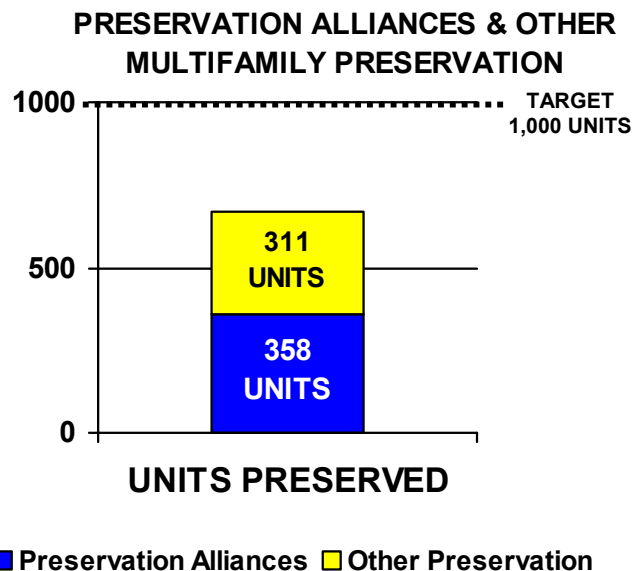 PRESERVATION ALLIANCES & OTHER
MULTIFAMILY PRESERVATION
1000
TARGET
1,000 UNITS
311
UNITS
500
358
UNITS
0
UNITS PRESERVED
Preservation Alliances Other Preservation